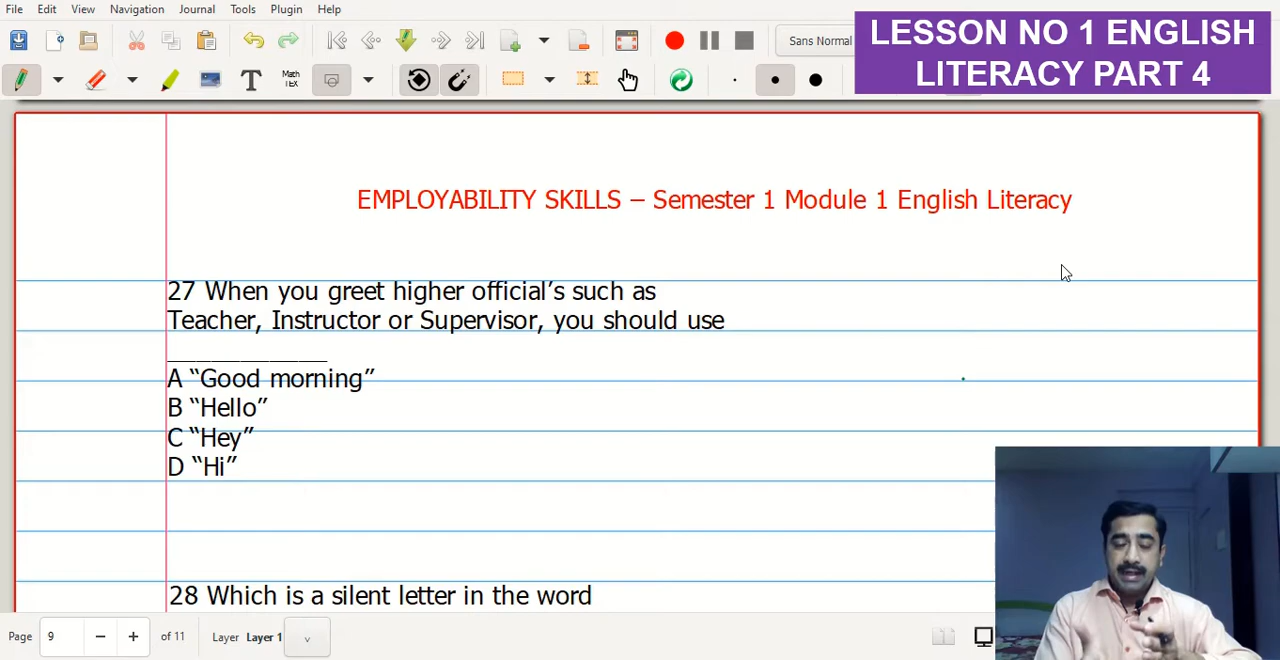 File Edit View Navigation Journal Tools Plugin Help
LESSON NO 1 ENGLISH
LITERACY PART 4
Sans Normal
T Math TEX
EMPLOYABILITY SKILLS – Semester 1 Module 1 English Literacy
27 When you greet higher official’s such as
Teacher, Instructor or Supervisor, you should use
____________
A “Good morning”
B “Hello”
C “Hey”
D “Hi”
28 Which is a silent letter in the word
Page 9 of 11 Layer Layer 1